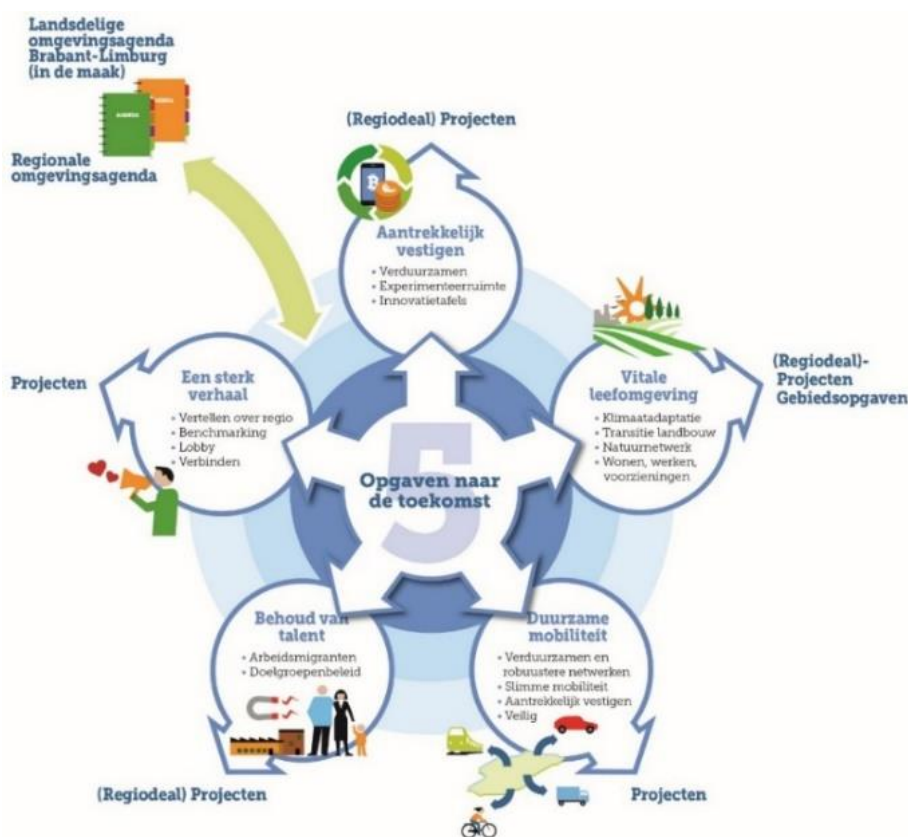 Landsdelige
omgevingsagenda
Brabant-Limburg
(in de maak)
AGENDA
Regionale
omgevingsagenda
(Regiodeal) Projecten
Aantrekkelijk
vestigen
• Verduurzamen
• Experimenteerruimte
• Innovatietafels
Projecten
Een sterk
verhaal
• Vertellen over regio
• Benchmarking
• Lobby
• Verbinden
Vitale
leefomgeving
• Klimaatadaptatie
• Transitie landbouw
• Natuurnetwerk
• Wonen, werken,
voorzieningen
(Regiodeal)-
Projecten
Gebiedsopgaven
5
Opgaven naar
de toekomst
Behoud van
talent
• Arbeidsmigranten
• Doelgroepenbeleid
(Regiodeal) Projecten
Duurzame
mobiliteit
• Verduurzamen en
robuustere netwerken
• Slimme mobiliteit
• Aantrekkelijk vestigen
• Veilig
Projecten